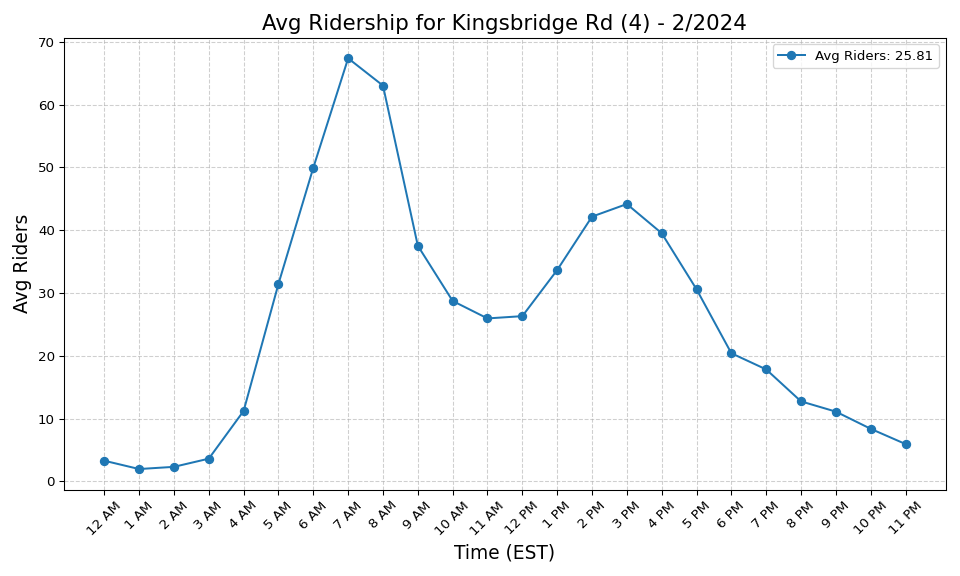 Avg Ridership for Kingsbridge Rd (4) - 2/2024
Avg Riders: 25.81
Avg Riders
70
60
50
40
30
20
10
0
12 AM
1 AM
2 AM
3 AM
4 AM
5 AM
6 AM
7 AM
8 AM
9 AM
10 AM
11 AM
12 PM
1 PM
2 PM
3 PM
4 PM
5 PM
6 PM
7 PM
8 PM
9 PM
10 PM
11 PM
Time (EST)